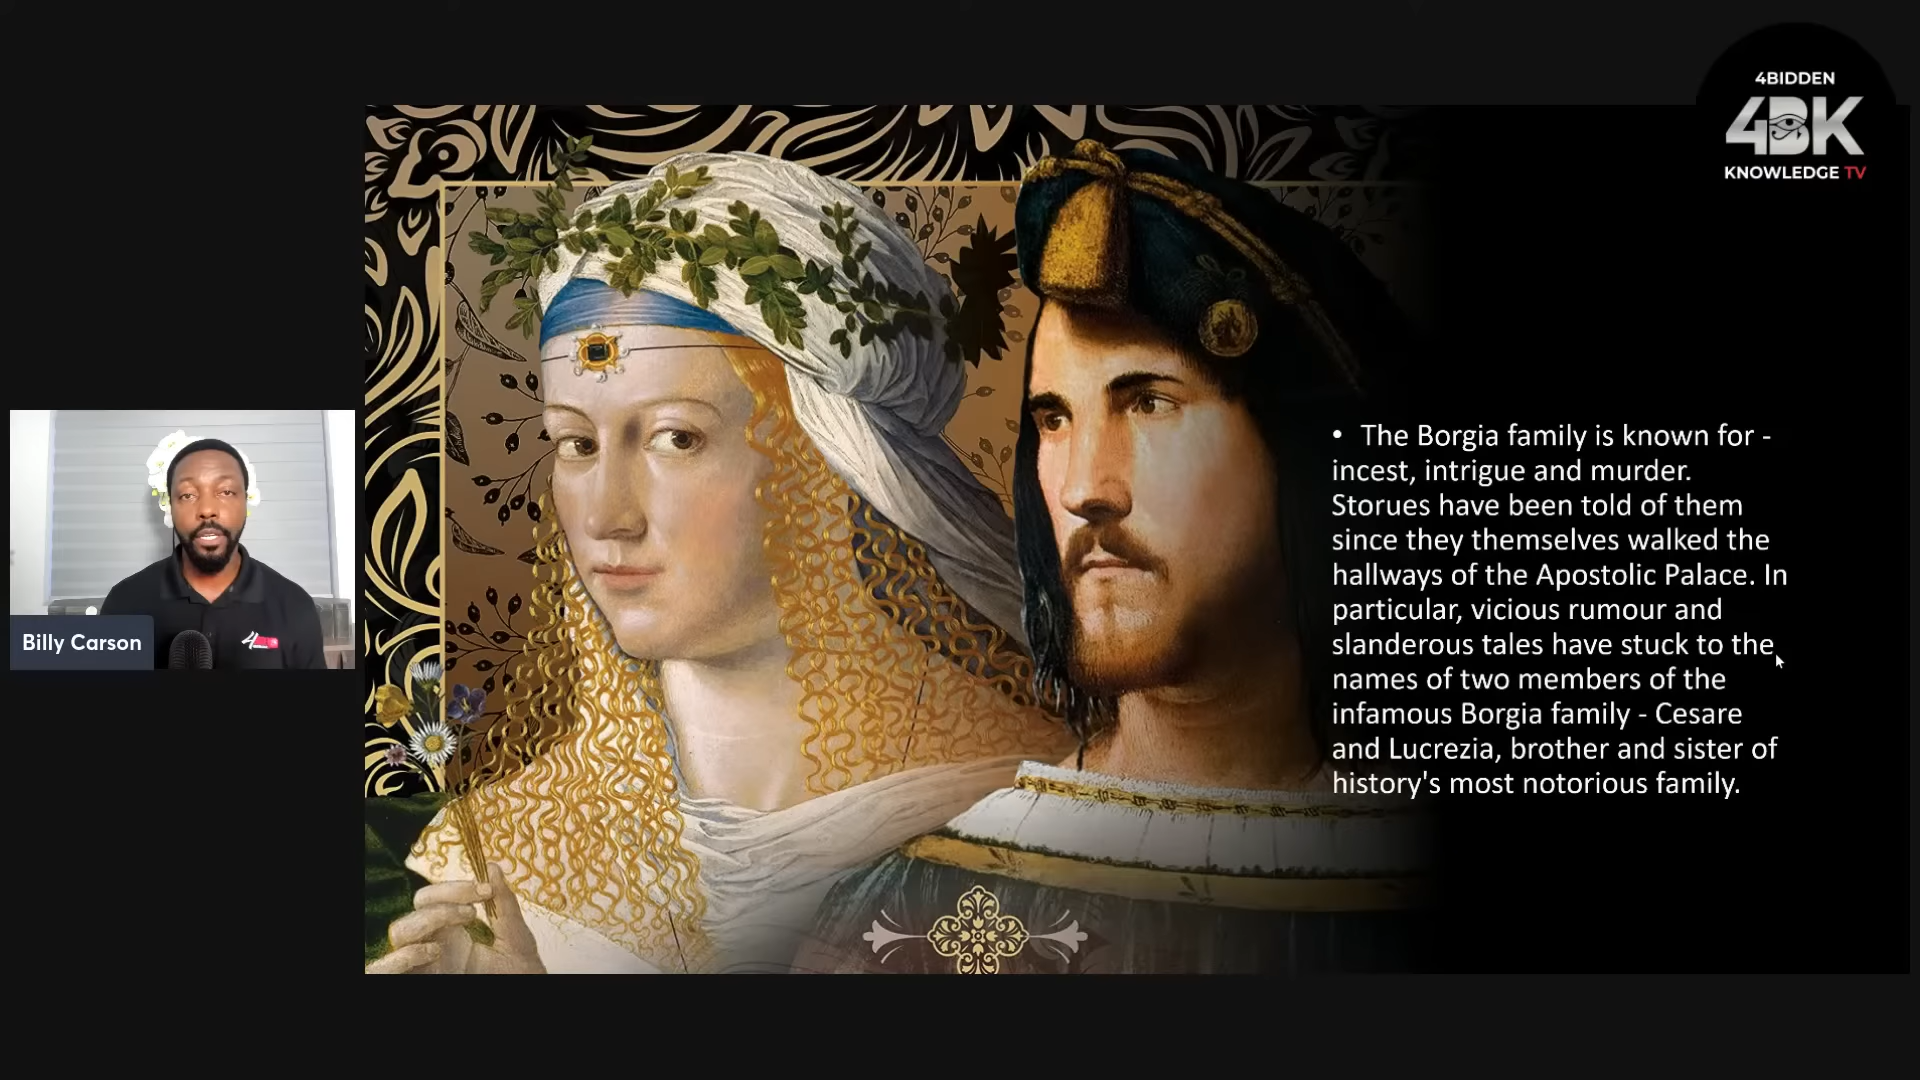 4BIDDEN
4BK
KNOWLEDGE TV
Billy Carson
• The Borgia family is known for -
incest, intrigue and murder.
Storues have been told of them
since they themselves walked the
hallways of the Apostolic Palace. In
particular, vicious rumour and
slanderous tales have stuck to the
names of two members of the
infamous Borgia family - Cesare
and Lucrezia, brother and sister of
history's most notorious family.